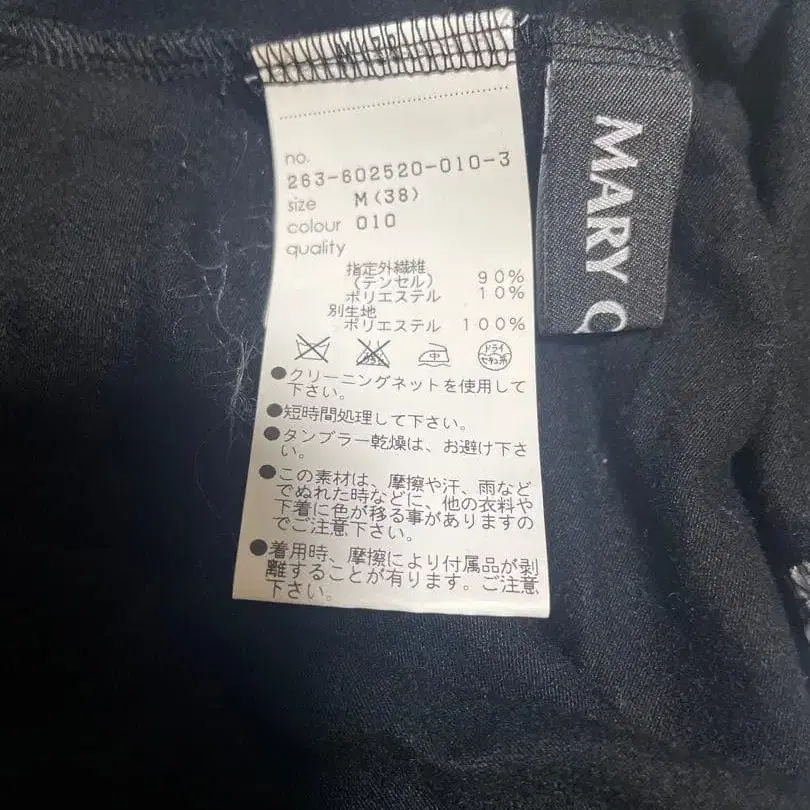 no.
263-602520-010-3
size M(38)
colour 010
quality
指定外繊維
(テンセル) 90%
ポリエステル 10%
別生地
ポリエステル 100%
中
ドライ
セキユ系
●クリーニングネットを使用して
下さい。
●短時間処理して下さい。
●タンブラー乾燥は、お避け下さ
い。
●この素材は、摩擦や汗、雨など
でぬれた時などに、他の衣料や
下着に色が移る事がありますの
でご注意下さい。
●着用時、摩擦により付属品が剥
離することが有ります。ご注意
下さい。
MARY Q